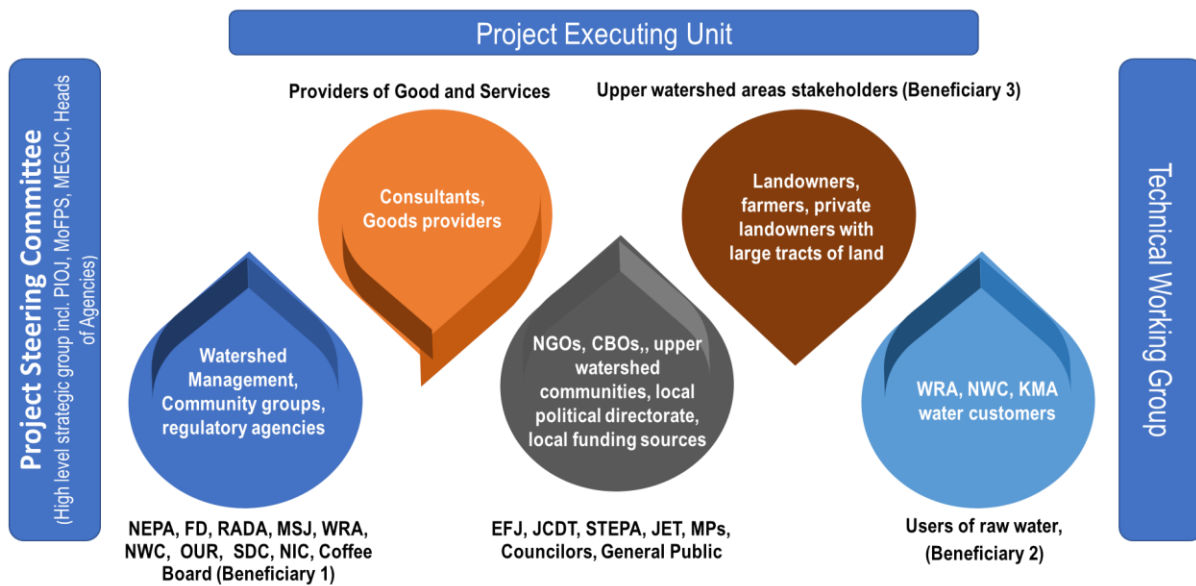 Project Executing Unit
Project Steering Committee
(High level strategic group incl. PIOJ, MoFPS, MEGJC, Heads
of Agencies)
Providers of Good and Services
Upper watershed areas stakeholders (Beneficiary 3)
Consultants,
Goods providers
Landowners,
farmers, private
landowners with
large tracts of land
Watershed
Management,
Community groups,
regulatory agencies
NGOs, CBOs,, upper
watershed
communities, local
political directorate,
local funding sources
WRA, NWC, KMA
water customers
NEPA, FD, RADA, MSJ, WRA,
NWC, OUR, SDC, NIC, Coffee
Board (Beneficiary 1)
EFJ, JCDT, STEPA, JET, MPs,
Councilors, General Public
Users of raw water,
(Beneficiary 2)
Technical Working Group